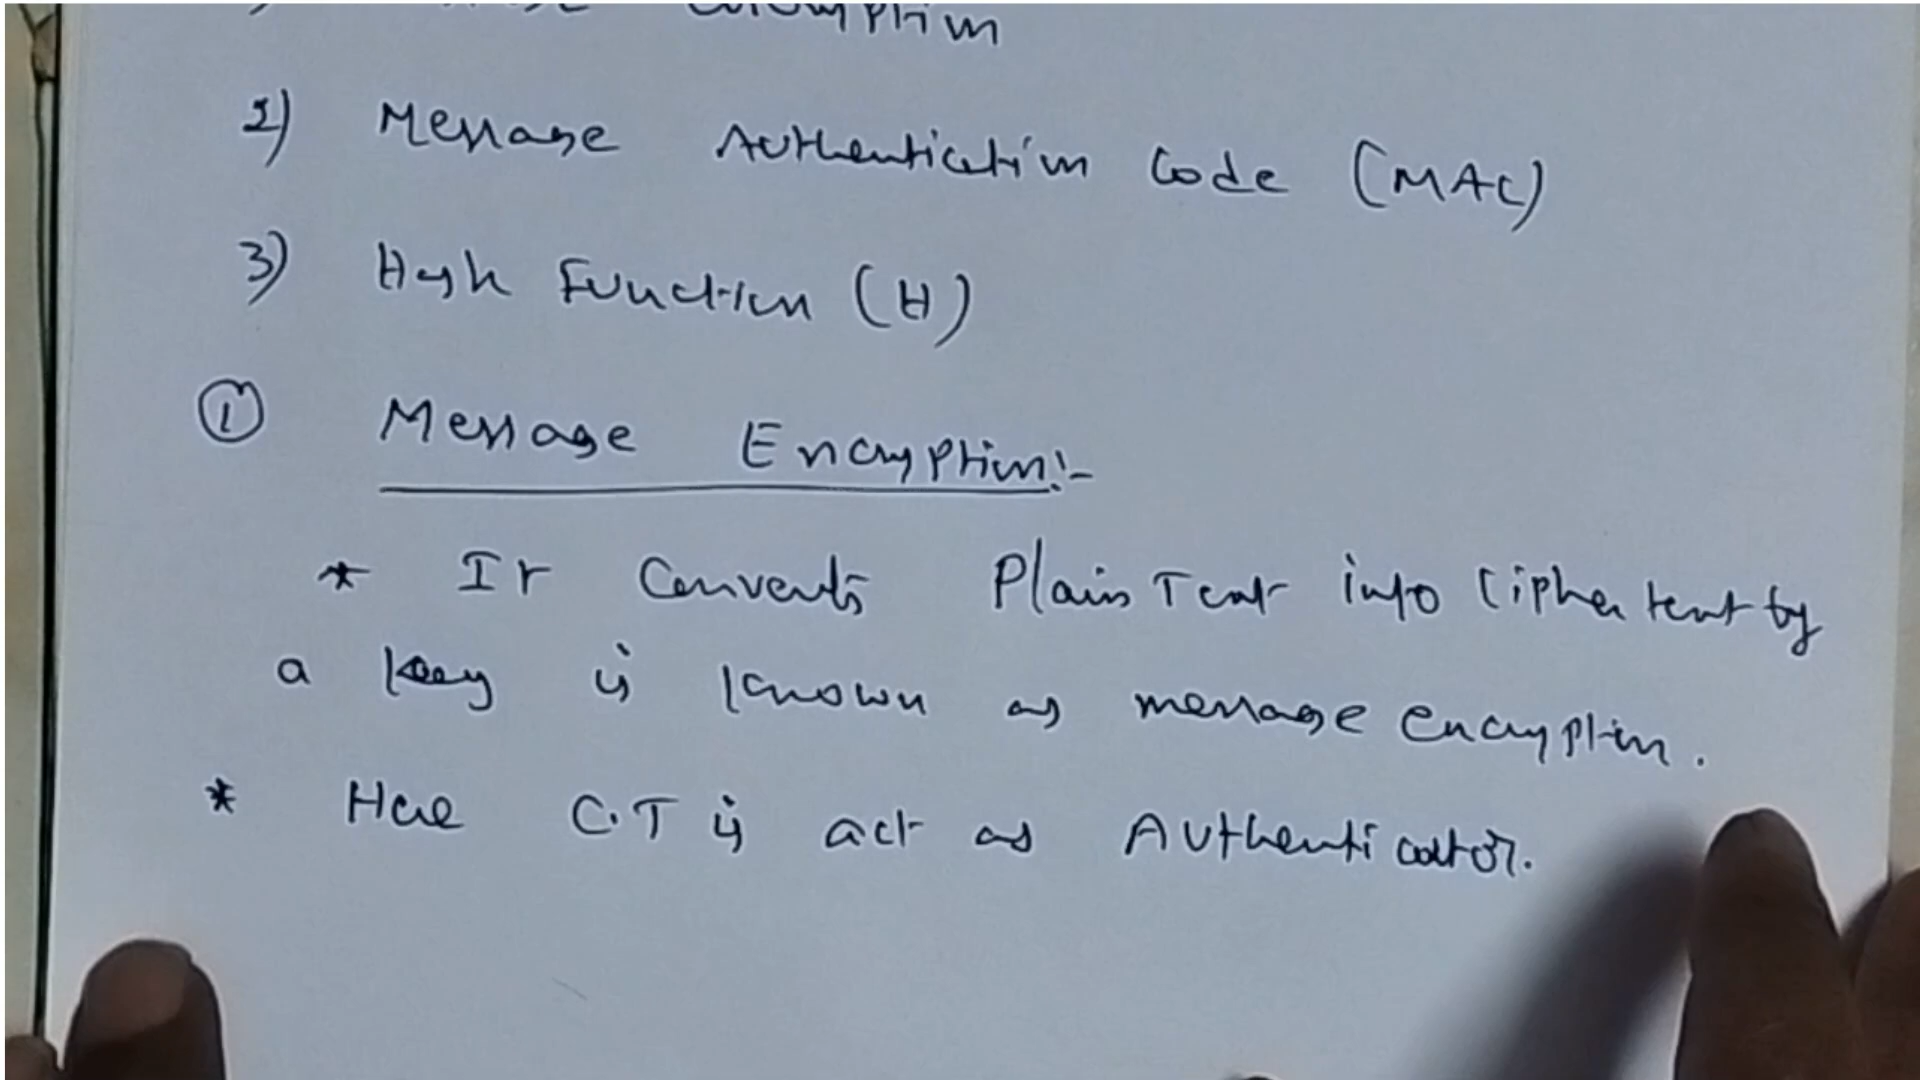 2) Message Authentication Code (MAC)
3) Hash Function (H)
① Message Encryption:-
* It Converts Plain Text into Cipher text by
a key is known as message encryption.
* Here C.T is act as Authenticator.